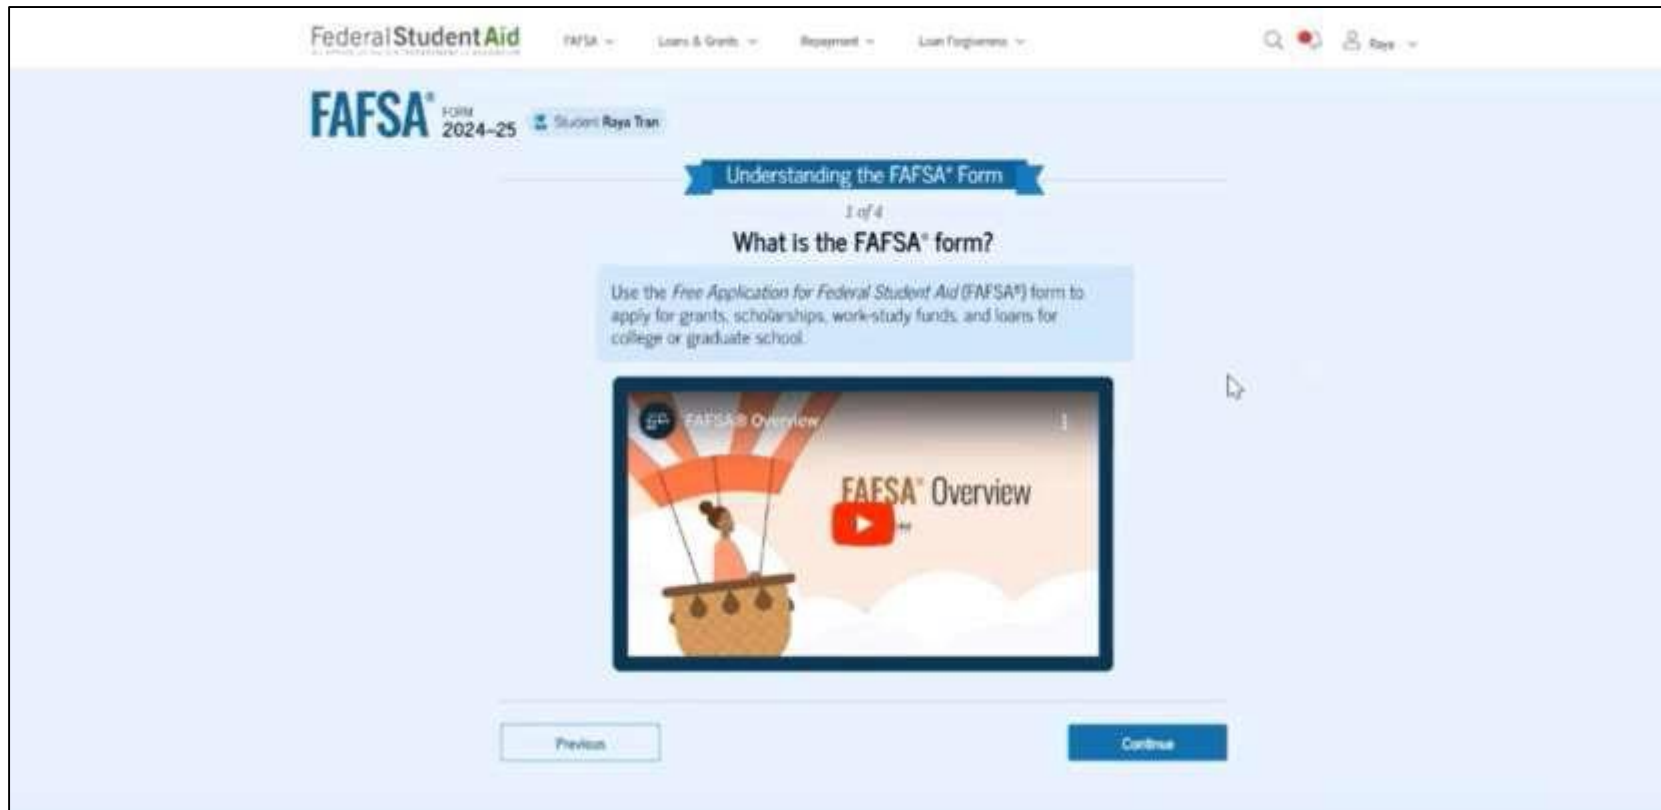 Federal Student Aid
FAFSA Loans & Grants Repayment Loan Forgiveness Raya
FAFSA® FORM 2024–25 Student Raya Tran
Understanding the FAFSA® Form
1 of 4
What is the FAFSA® form?
Use the Free Application for Federal Student Aid (FAFSA®) form to
apply for grants, scholarships, work-study funds, and loans for
college or graduate school.
FAFSA® Overview
FAFSA® Overview
Previous Continue